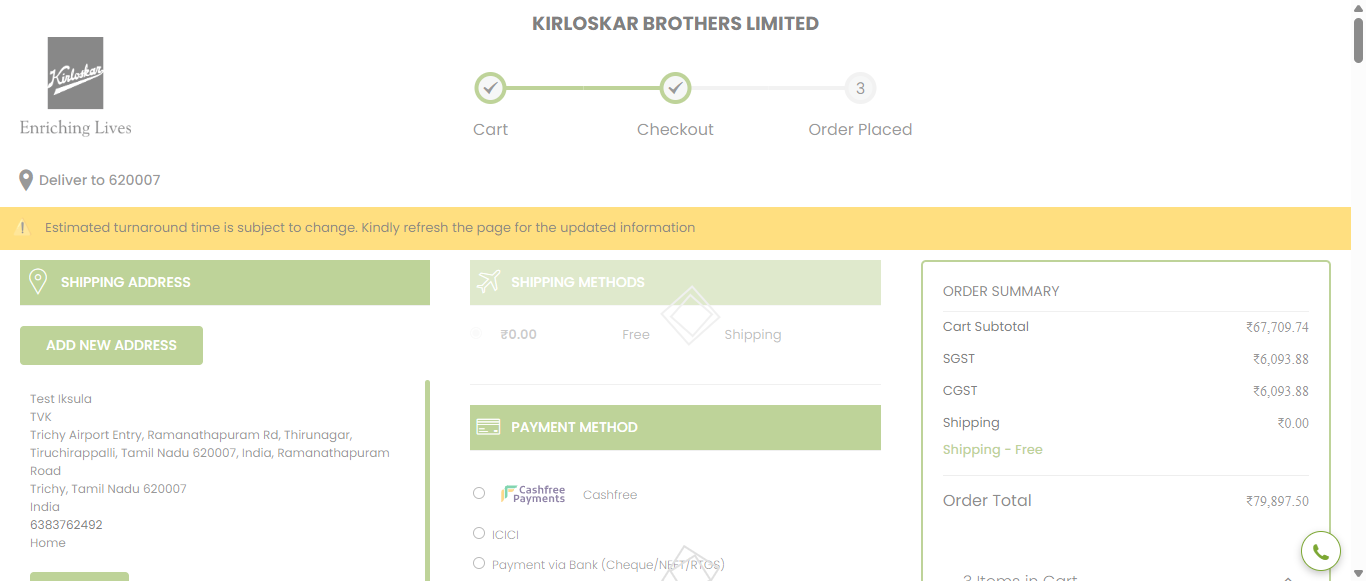 KIRLOSKAR BROTHERS LIMITED
Kirloskar
Enriching Lives
3
Cart
Checkout
Order Placed
Deliver to 620007
Estimated turnaround time is subject to change. Kindly refresh the page for the updated information
SHIPPING ADDRESS
ADD NEW ADDRESS
Test Iksula
TVK
Trichy Airport Entry, Ramanathapuram Rd, Thirunagar,
Tiruchirappalli, Tamil Nadu 620007, India, Ramanathapuram
Road
Trichy, Tamil Nadu 620007
India
6383762492
Home
SHIPPING METHODS
₹0.00 Free Shipping
PAYMENT METHOD
Cashfree
Payments
Cashfree
ICICI
Payment via Bank (Cheque/NEFT/RTGS)
ORDER SUMMARY
Cart Subtotal ₹67,709.74
SGST ₹6,093.88
CGST ₹6,093.88
Shipping ₹0.00
Shipping - Free
Order Total ₹79,897.50
3 Items in Cart